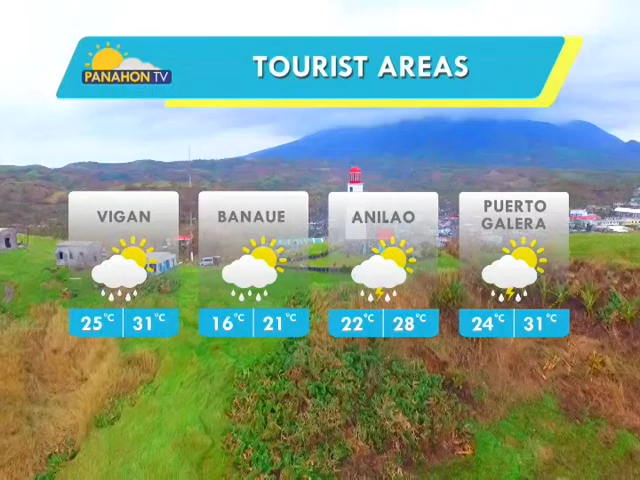 PANAHON TV
TOURIST AREAS
VIGAN
25°C 31°C
BANAUE
16°C 21°C
ANILAO
22°C 28°C
PUERTO
GALERA
24°C 31°C